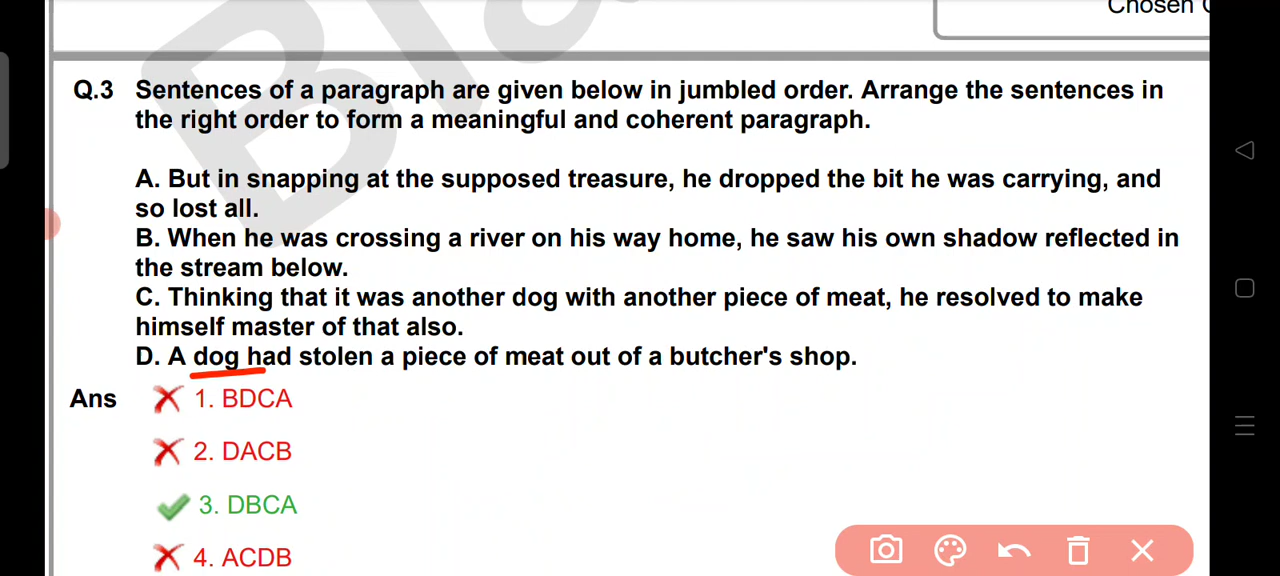 Chosen
Q.3 Sentences of a paragraph are given below in jumbled order. Arrange the sentences in
the right order to form a meaningful and coherent paragraph.
A. But in snapping at the supposed treasure, he dropped the bit he was carrying, and
so lost all.
B. When he was crossing a river on his way home, he saw his own shadow reflected in
the stream below.
C. Thinking that it was another dog with another piece of meat, he resolved to make
himself master of that also.
D. A dog had stolen a piece of meat out of a butcher's shop.
Ans 1. BDCA
2. DACB
3. DBCA
4. ACDB